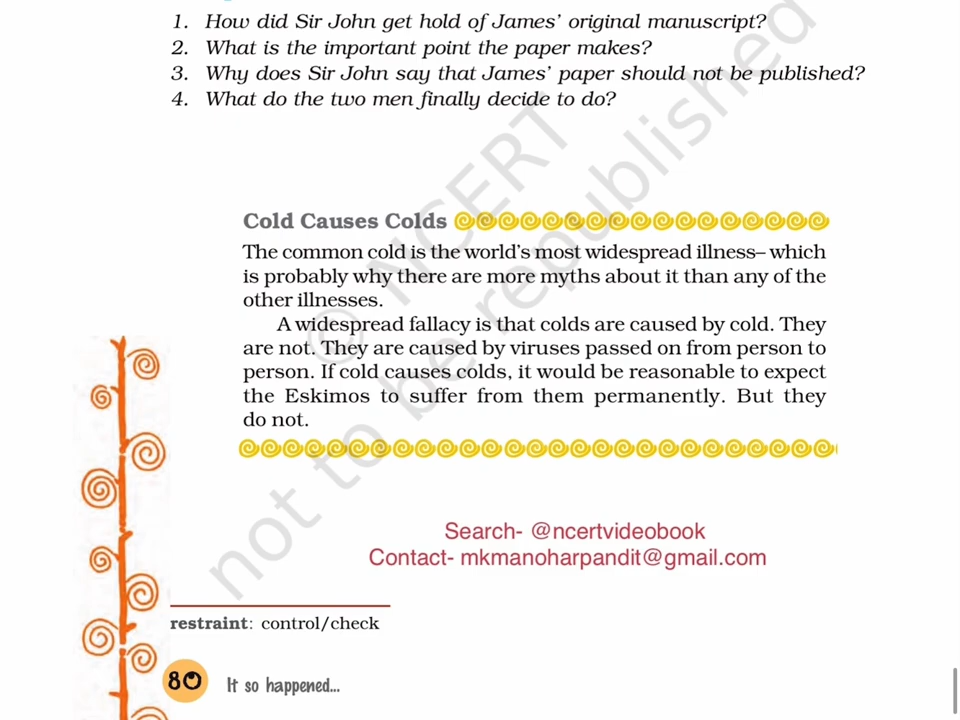 1. How did Sir John get hold of James’ original manuscript?
2. What is the important point the paper makes?
3. Why does Sir John say that James’ paper should not be published?
4. What do the two men finally decide to do?
© NCERT
not to be republished
Cold Causes Colds
The common cold is the world’s most widespread illness– which
is probably why there are more myths about it than any of the
other illnesses.
A widespread fallacy is that colds are caused by cold. They
are not. They are caused by viruses passed on from person to
person. If cold causes colds, it would be reasonable to expect
the Eskimos to suffer from them permanently. But they
do not.
Search- @ncertvideobook
Contact- mkmanoharpandit@gmail.com
restraint: control/check
80 It so happened...